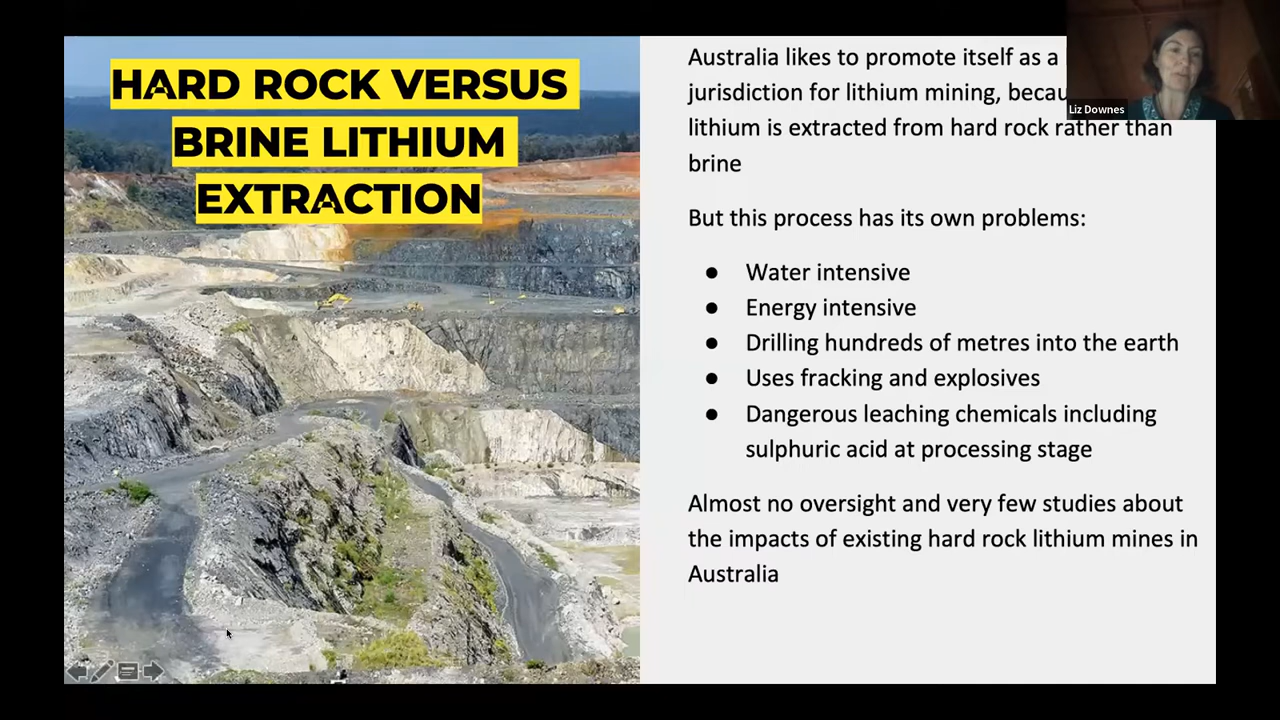 HARD ROCK VERSUS
BRINE LITHIUM
EXTRACTION
Australia likes to promote itself as a
jurisdiction for lithium mining,
lithium is extracted from hard rock rather than
brine
But this process has its own problems:
● Water intensive
● Energy intensive
● Drilling hundreds of metres into the earth
● Uses fracking and explosives
● Dangerous leaching chemicals including
sulphuric acid at processing stage
Almost no oversight and very few studies about
the impacts of existing hard rock lithium mines in
Australia
Liz Downes